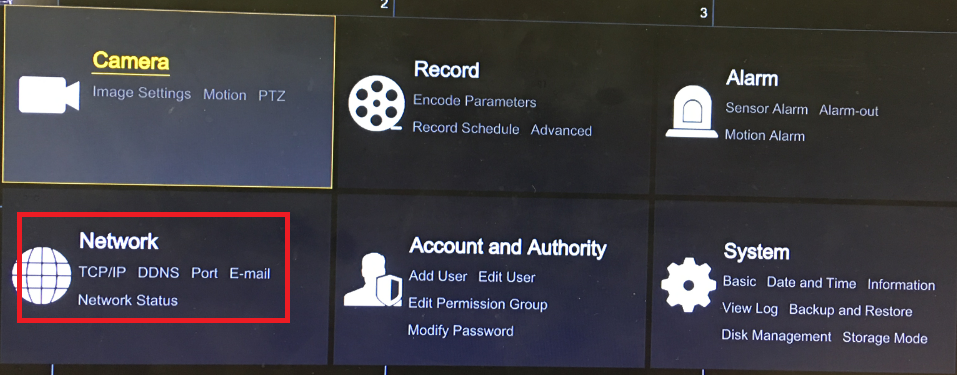 2
3
Camera
Image Settings Motion PTZ
Record
Encode Parameters
Record Schedule Advanced
Alarm
Sensor Alarm Alarm-out
Motion Alarm
Network
TCP/IP DDNS Port E-mail
Network Status
Account and Authority
Add User Edit User
Edit Permission Group
Modify Password
System
Basic Date and Time Information
View Log Backup and Restore
Disk Management Storage Mode